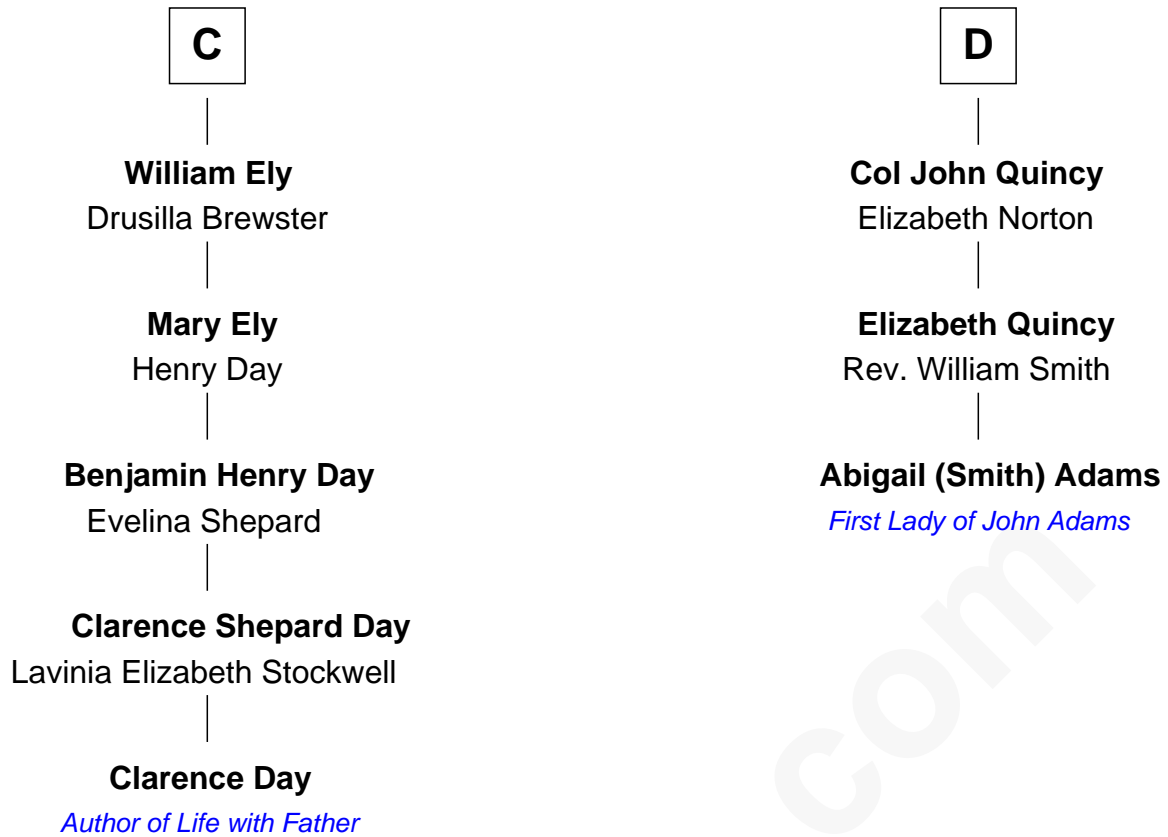 C
William Ely
Drusilla Brewster
Mary Ely
Henry Day
Benjamin Henry Day
Evelina Shepard
Clarence Shepard Day
Lavinia Elizabeth Stockwell
Clarence Day
Author of Life with Father
D
Col John Quincy
Elizabeth Norton
Elizabeth Quincy
Rev. William Smith
Abigail (Smith) Adams
First Lady of John Adams
com